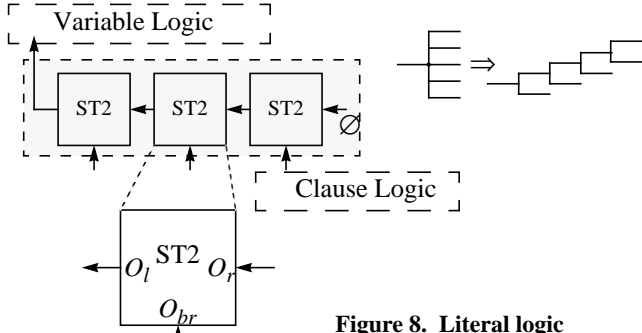 Variable Logic
ST2 ST2 ST2
∅
Clause Logic
ST2
O_l O_r
O_br
Figure 8. Literal logic